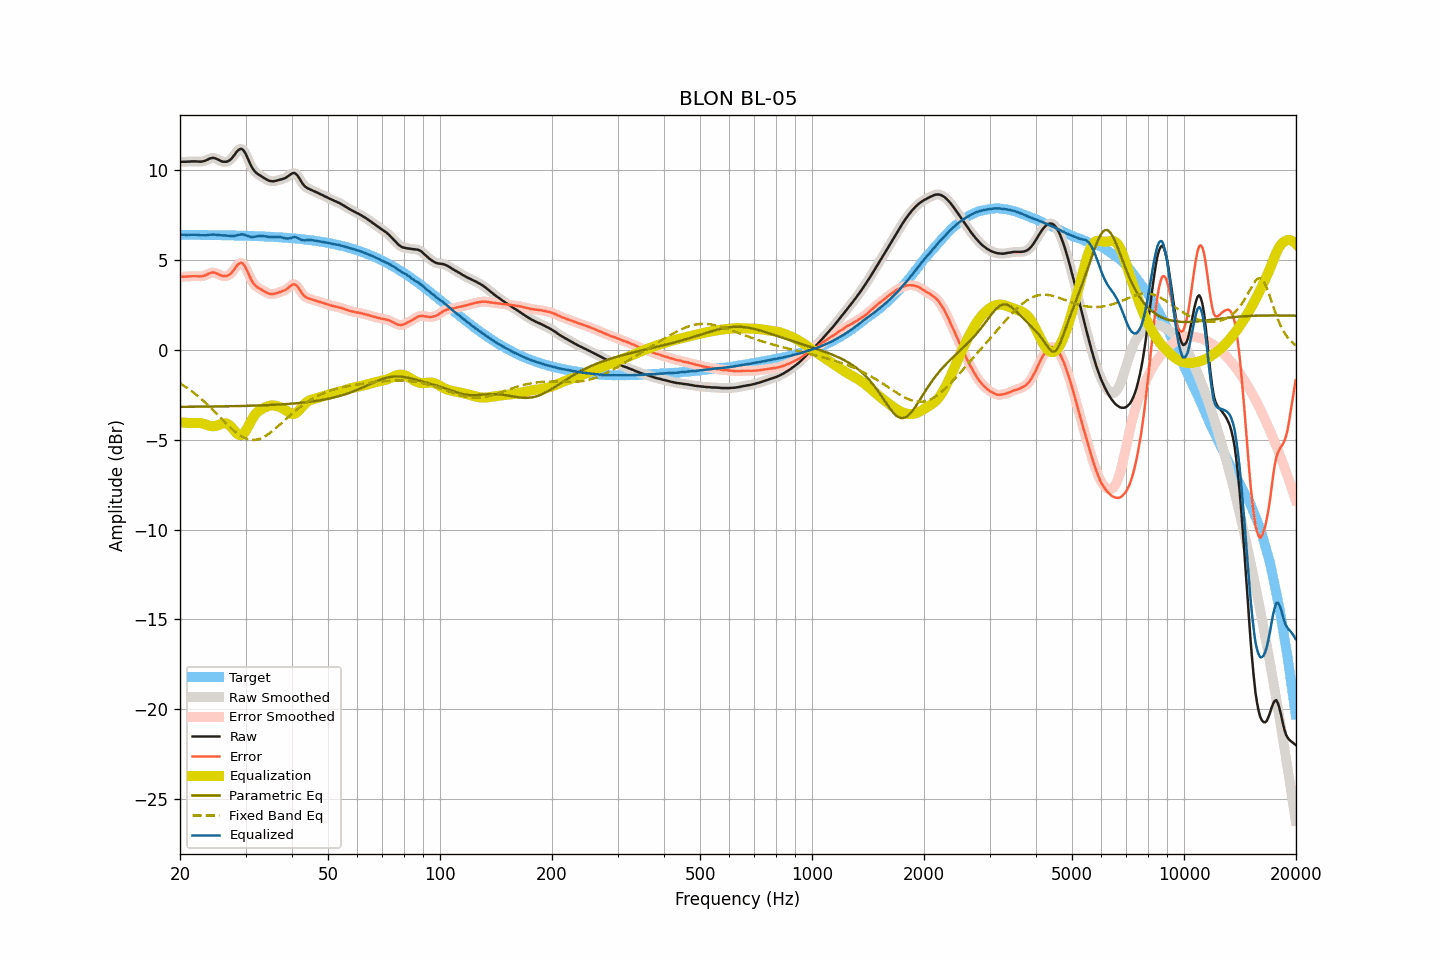 BLON BL-05
10
5
0
−5
−10
−15
−20
−25
Amplitude (dBr)
Target
Raw Smoothed
Error Smoothed
Raw
Error
Equalization
Parametric Eq
Fixed Band Eq
Equalized
20 50 100 200 500 1000 2000 5000 10000 20000
Frequency (Hz)